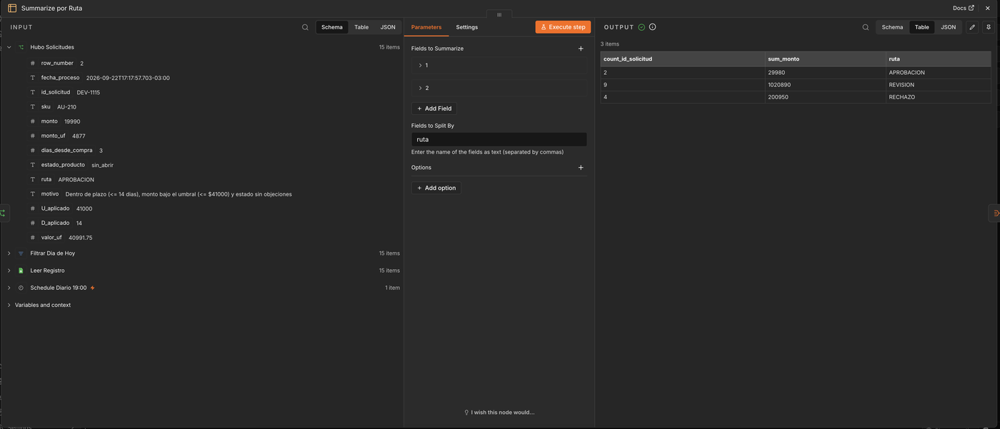 Summarize por Ruta
Docs
INPUT
Schema Table JSON
Hubo Solicitudes 15 items
# row_number 2
T fecha_proceso 2026-09-22T17:17:57.703-03:00
T id_solicitud DEV-1115
T sku AU-210
# monto 19990
# monto_uf 4877
# dias_desde_compra 3
T estado_producto sin_abrir
T ruta APROBACION
T motivo Dentro de plazo (<= 14 dias), monto bajo el umbral (<= $41000) y estado sin objeciones
# U_aplicado 41000
# D_aplicado 14
# valor_uf 40991.75
Filtrar Dia de Hoy 15 items
Leer Registro 15 items
Schedule Diario 19:00 1 item
Variables and context
Parameters Settings Execute step
Fields to Summarize
1
2
Add Field
Fields to Split By
ruta
Enter the name of the fields as text (separated by commas)
Options
Add option
I wish this node would...
OUTPUT
Schema Table JSON
3 items
count_id_solicitud sum_monto ruta
2 29980 APROBACION
9 1020890 REVISION
4 200950 RECHAZO